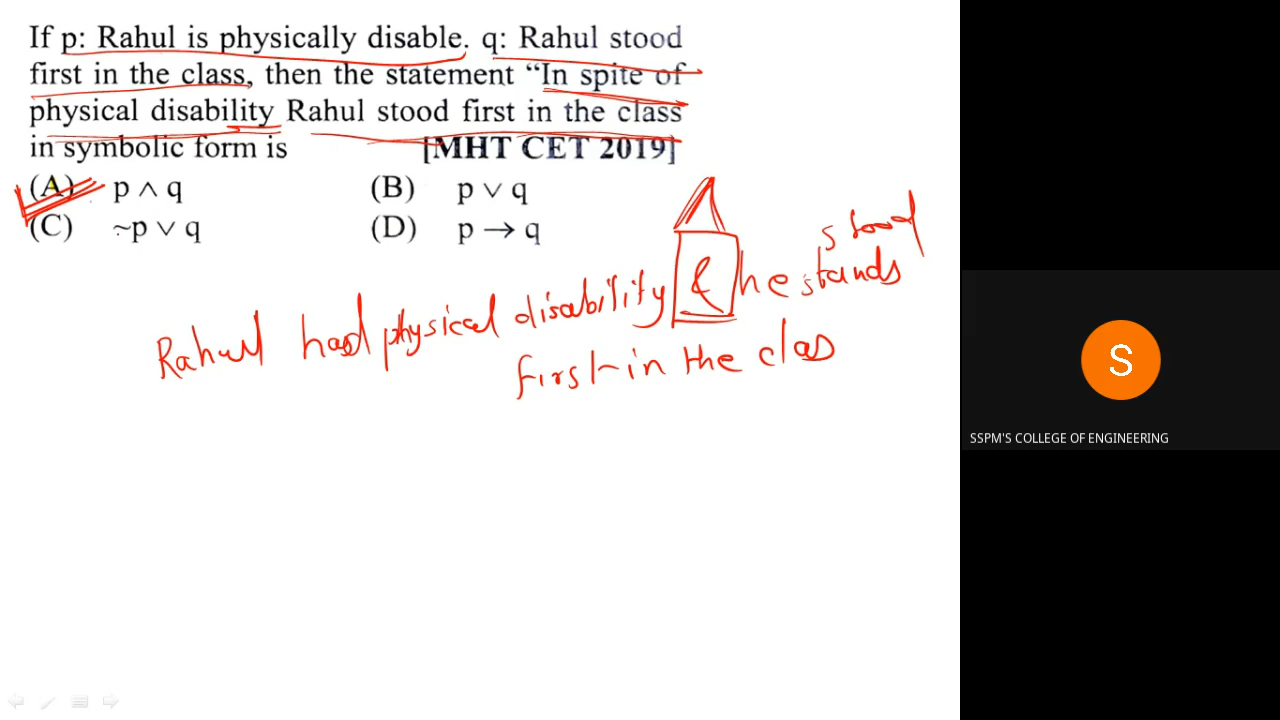 If p: Rahul is physically disable. q: Rahul stood
first in the class, then the statement “In spite of
physical disability Rahul stood first in the class
in symbolic form is [MHT CET 2019]
(A) p ∧ q (B) p ∨ q
(C) ~p ∨ q (D) p → q
∧
stood
Rahul had physical disability & he stands
first in the clas
S
SSPM'S COLLEGE OF ENGINEERING